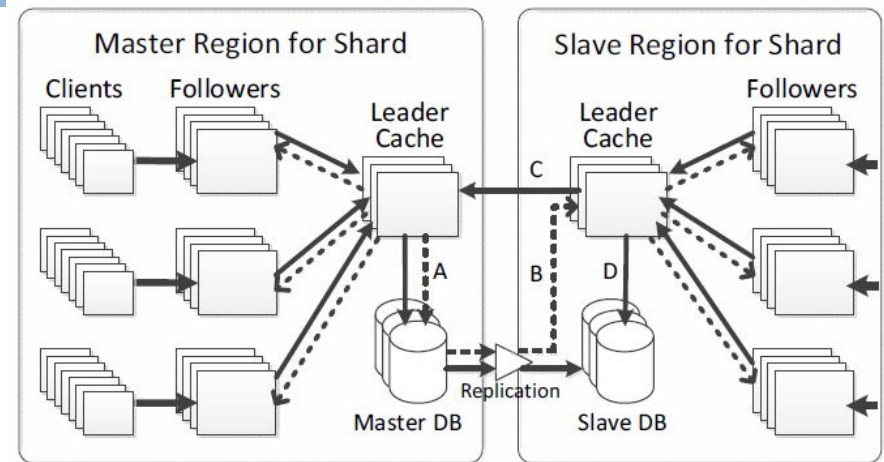 Master Region for Shard
Clients
Followers
Leader
Cache
A
Master DB
Replication
Slave Region for Shard
Leader
Cache
Followers
C
B
D
Slave DB